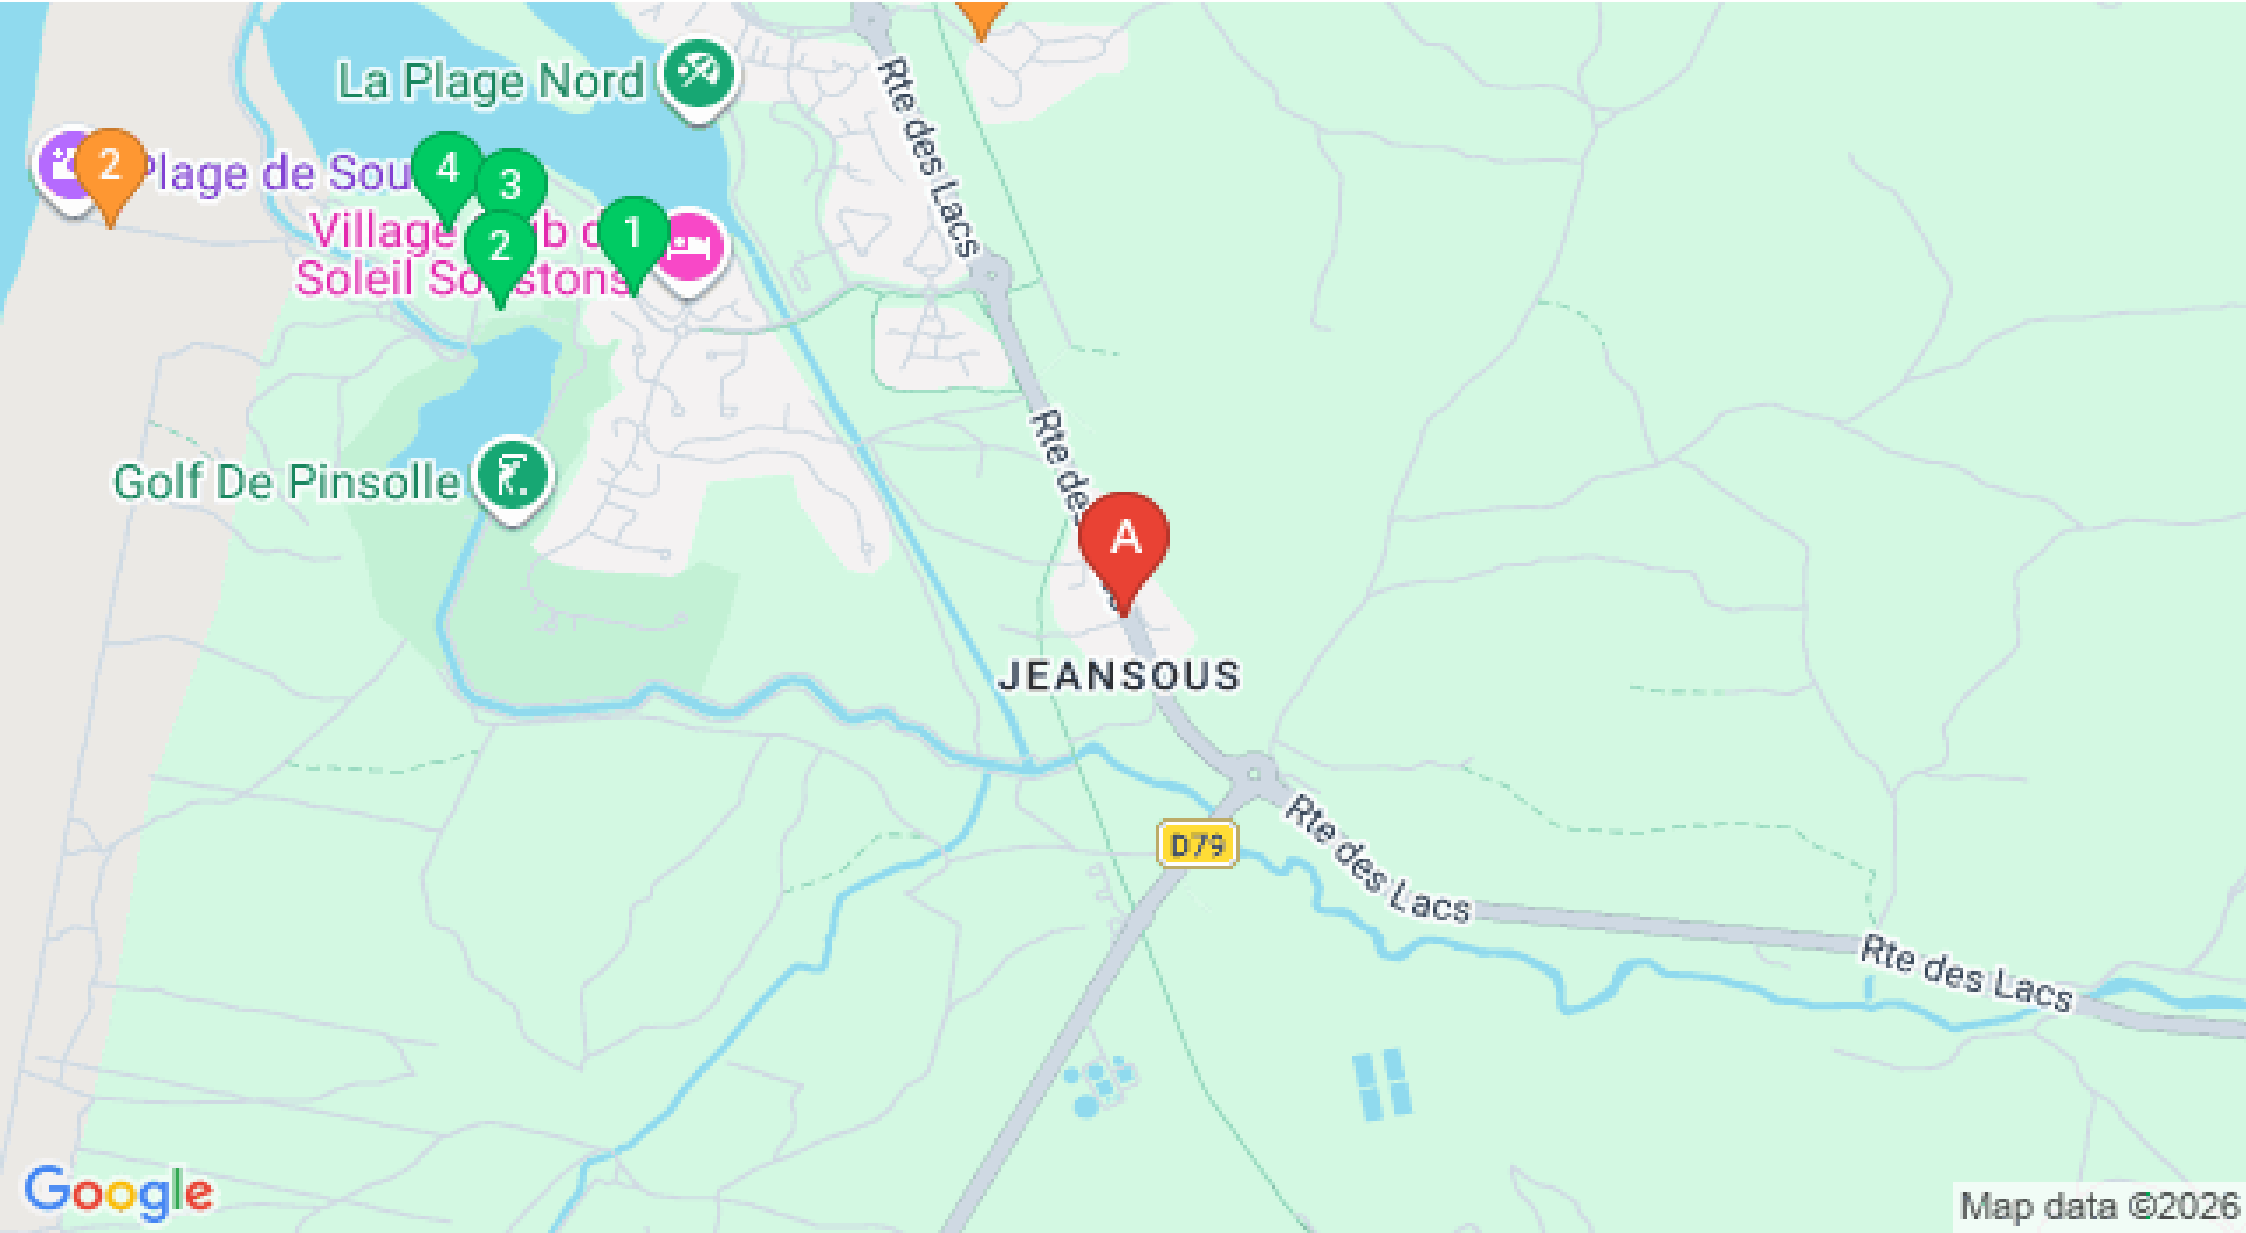 La Plage Nord
Rte des Lacs
2
Plage de Sou
4
3
Village
b
1
2
Soleil So
stons
Golf De Pinsolle
Rte des
A
JEANSOUS
D79
Rte des Lacs
Rte des Lacs
Google
Map data ©2026